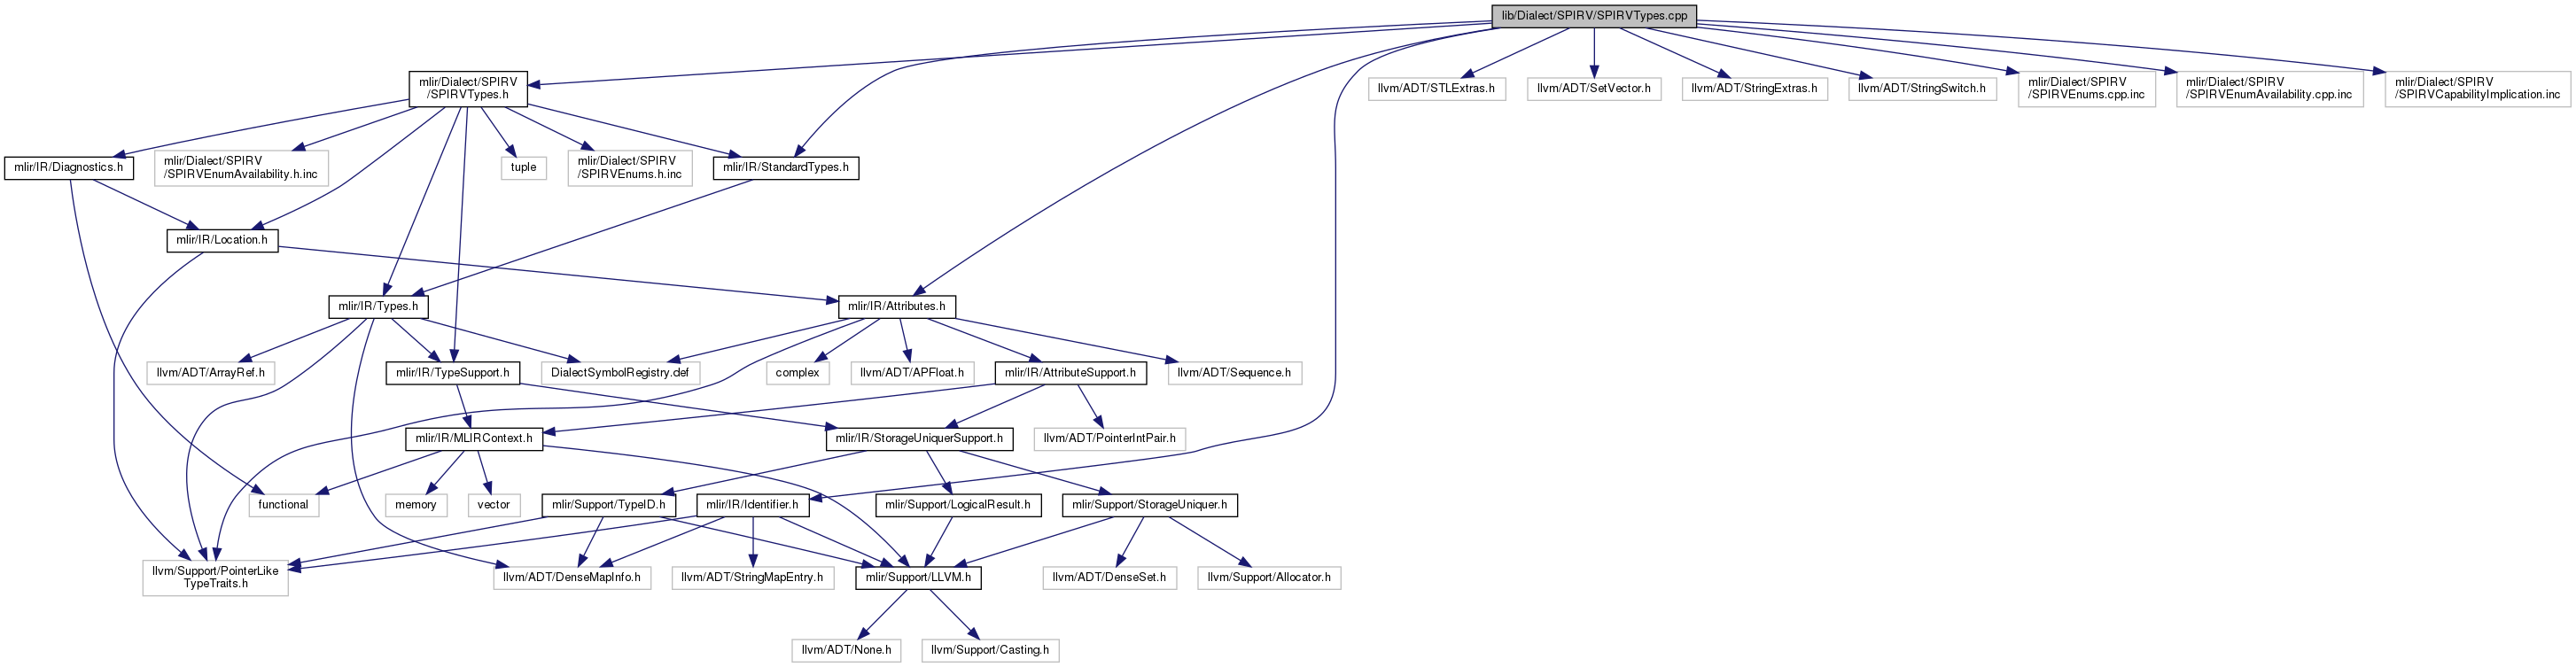 lib/Dialect/SPIRV/SPIRVTypes.cpp
mlir/Dialect/SPIRV
/SPIRVTypes.h
llvm/ADT/STLExtras.h
llvm/ADT/SetVector.h
llvm/ADT/StringExtras.h
llvm/ADT/StringSwitch.h
mlir/Dialect/SPIRV
/SPIRVEnums.cpp.inc
mlir/Dialect/SPIRV
/SPIRVEnumAvailability.cpp.inc
mlir/Dialect/SPIRV
/SPIRVCapabilityImplication.inc
mlir/IR/Diagnostics.h
mlir/Dialect/SPIRV
/SPIRVEnumAvailability.h.inc
tuple
mlir/Dialect/SPIRV
/SPIRVEnums.h.inc
mlir/IR/StandardTypes.h
mlir/IR/Location.h
mlir/IR/Types.h
mlir/IR/Attributes.h
llvm/ADT/ArrayRef.h
mlir/IR/TypeSupport.h
DialectSymbolRegistry.def
complex
llvm/ADT/APFloat.h
mlir/IR/AttributeSupport.h
llvm/ADT/Sequence.h
mlir/IR/MLIRContext.h
mlir/IR/StorageUniquerSupport.h
llvm/ADT/PointerIntPair.h
functional
memory
vector
mlir/Support/TypeID.h
mlir/IR/Identifier.h
mlir/Support/LogicalResult.h
mlir/Support/StorageUniquer.h
llvm/Support/PointerLike
TypeTraits.h
llvm/ADT/DenseMapInfo.h
llvm/ADT/StringMapEntry.h
mlir/Support/LLVM.h
llvm/ADT/DenseSet.h
llvm/Support/Allocator.h
llvm/ADT/None.h
llvm/Support/Casting.h